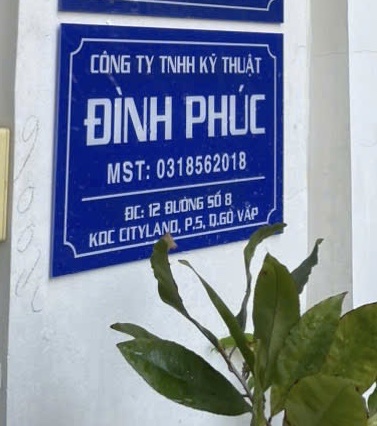 CÔNG TY TNHH KỸ THUẬT
ĐÌNH PHÚC
MST: 0318562018
ĐC: 12 ĐƯỜNG SỐ 8
KDC CITYLAND, P.5, Q.GÒ VẤP